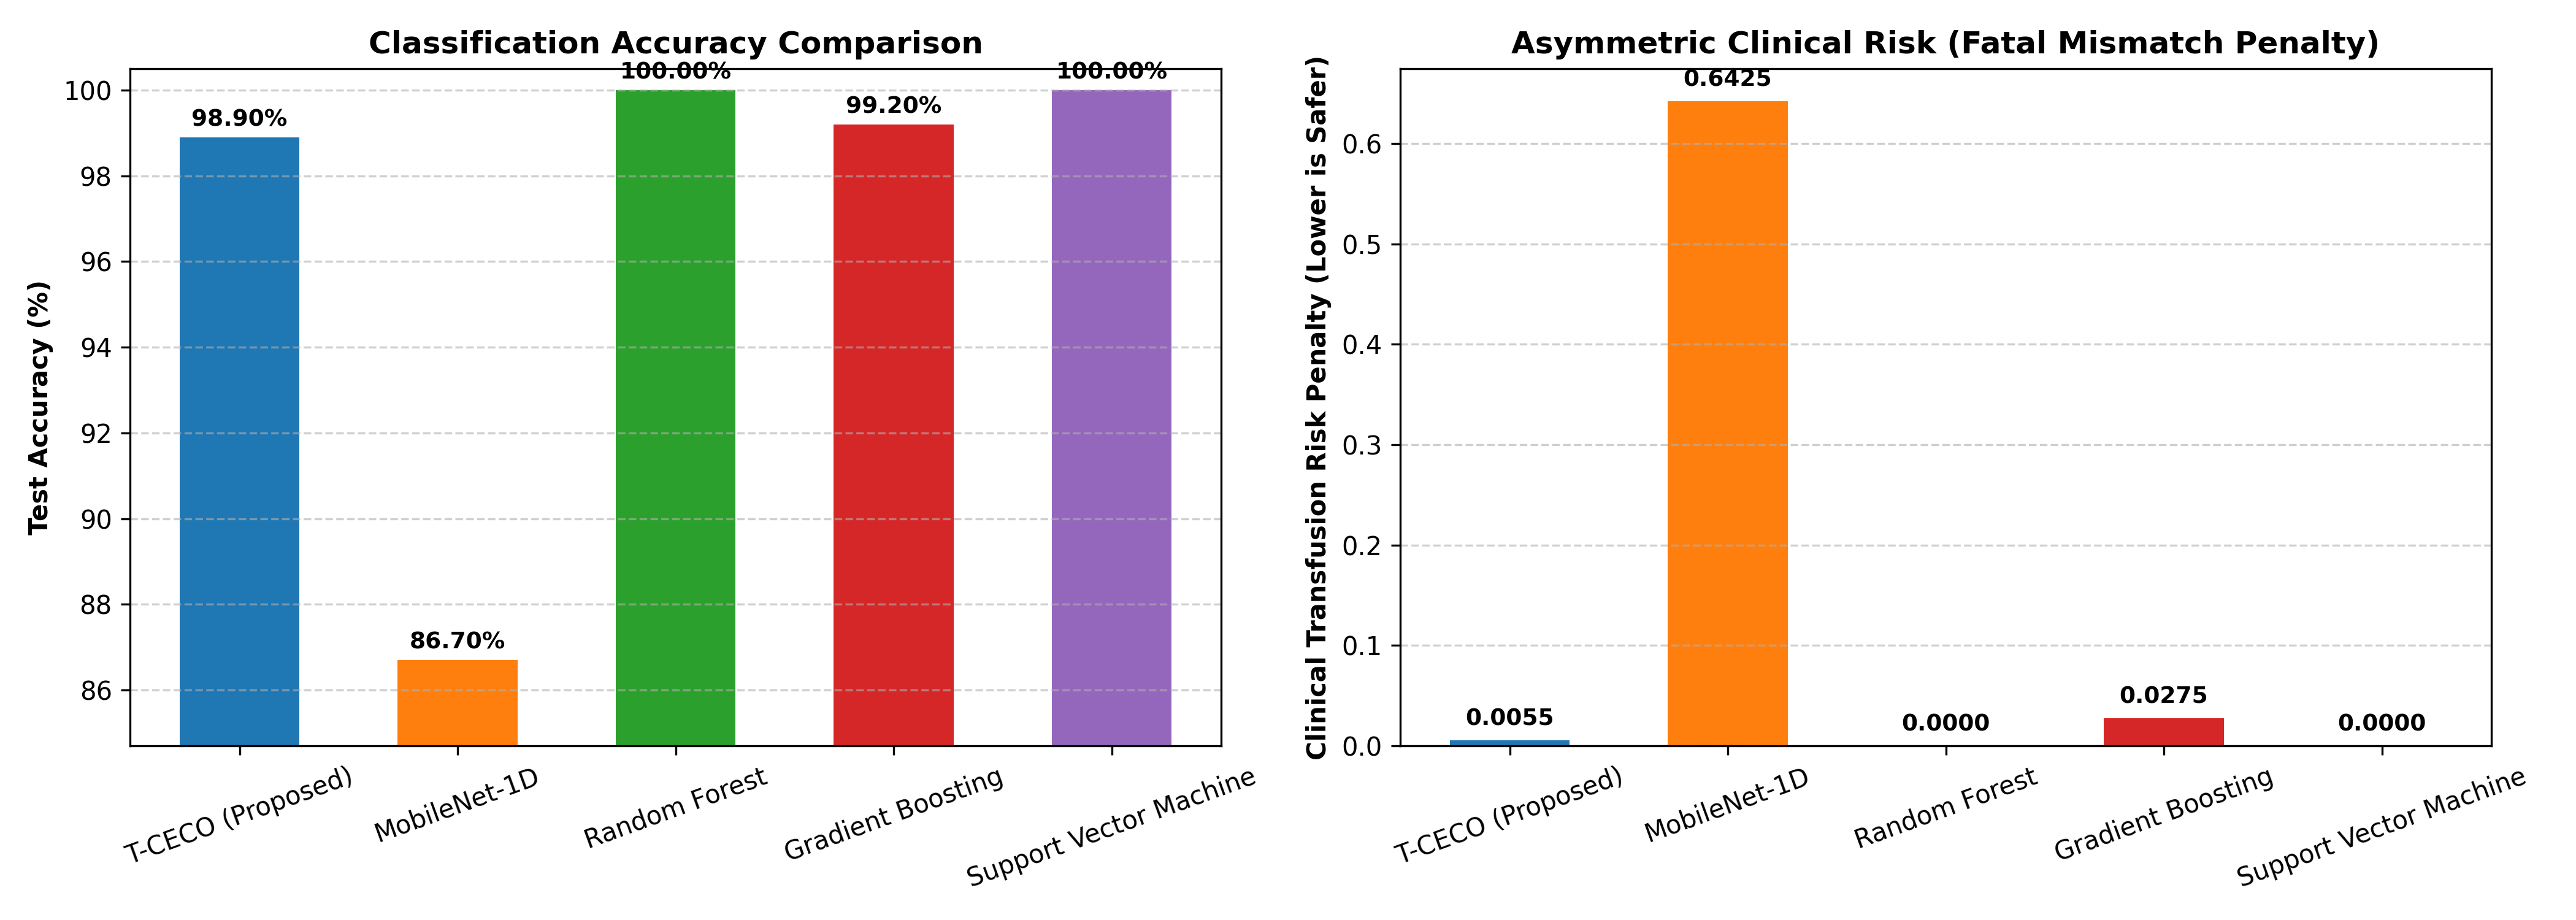 Classification Accuracy Comparison
Test Accuracy (%)
100
98
96
94
92
90
88
86
98.90%
86.70%
100.00%
99.20%
100.00%
T-CECO (Proposed)
MobileNet-1D
Random Forest
Gradient Boosting
Support Vector Machine
Asymmetric Clinical Risk (Fatal Mismatch Penalty)
Clinical Transfusion Risk Penalty (Lower is Safer)
0.6
0.5
0.4
0.3
0.2
0.1
0.0
0.0055
0.6425
0.0000
0.0275
0.0000
T-CECO (Proposed)
MobileNet-1D
Random Forest
Gradient Boosting
Support Vector Machine